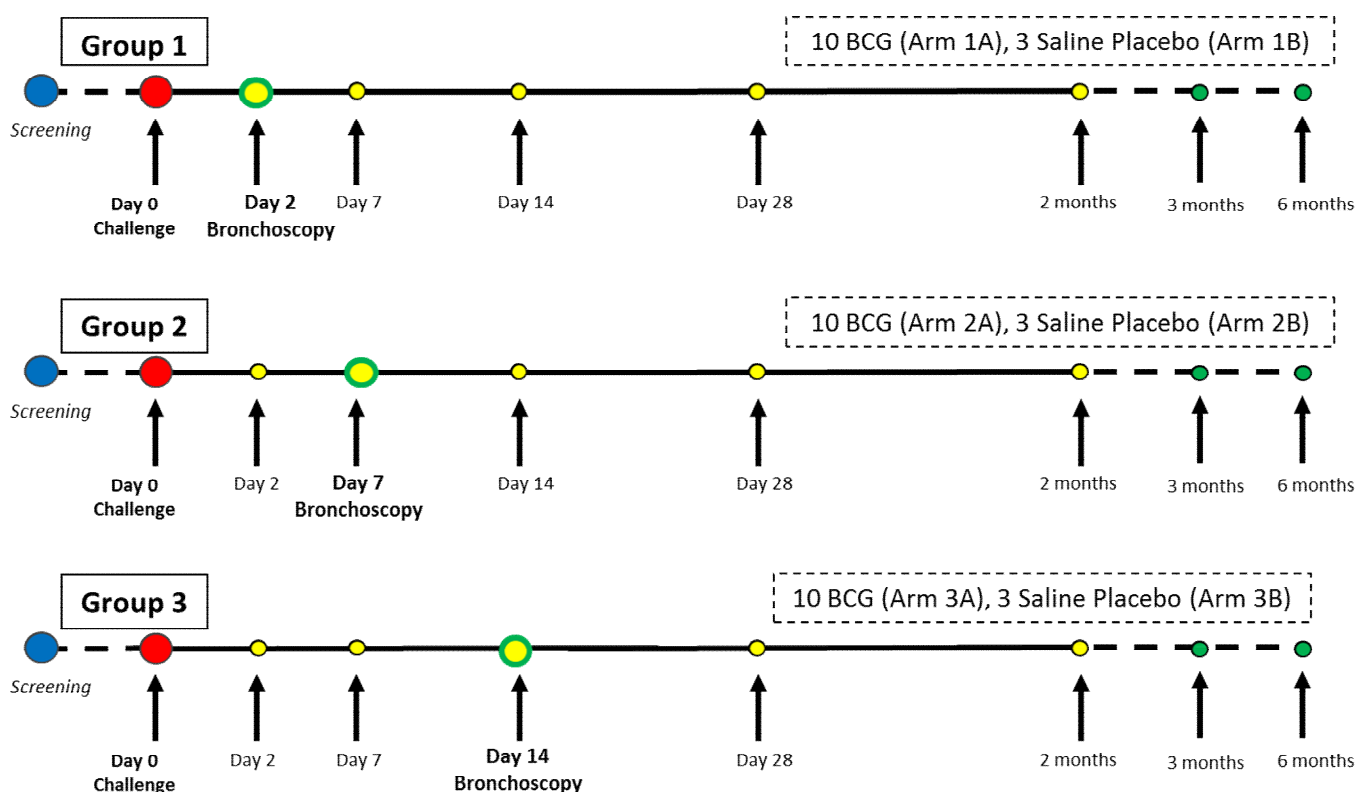 Group 1
10 BCG (Arm 1A), 3 Saline Placebo (Arm 1B)
Screening
Day 0
Challenge
Day 2
Bronchoscopy
Day 7
Day 14
Day 28
2 months
3 months
6 months
Group 2
10 BCG (Arm 2A), 3 Saline Placebo (Arm 2B)
Screening
Day 0
Challenge
Day 2
Day 7
Bronchoscopy
Day 14
Day 28
2 months
3 months
6 months
Group 3
10 BCG (Arm 3A), 3 Saline Placebo (Arm 3B)
Screening
Day 0
Challenge
Day 2
Day 7
Day 14
Bronchoscopy
Day 28
2 months
3 months
6 months